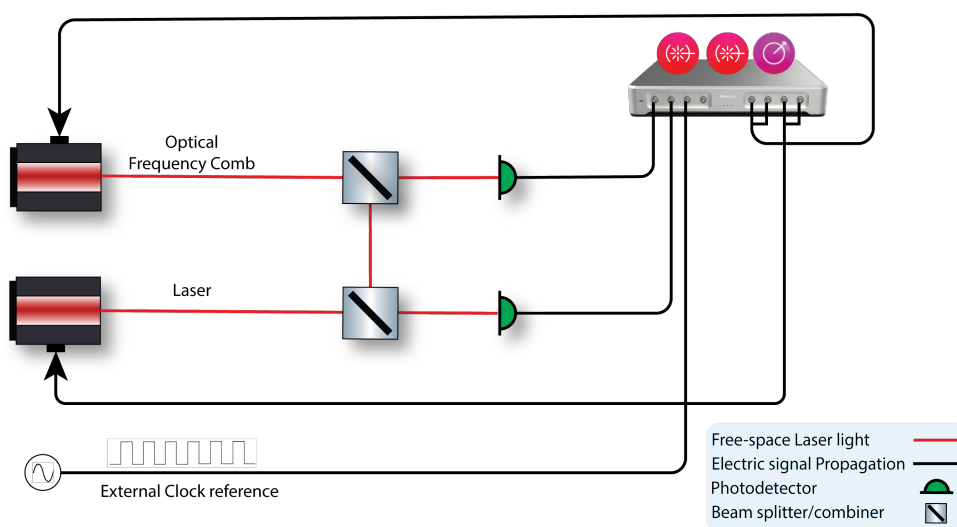 Optical
Frequency Comb
Laser
External Clock reference
Free-space Laser light
Electric signal Propagation
Photodetector
Beam splitter/combiner